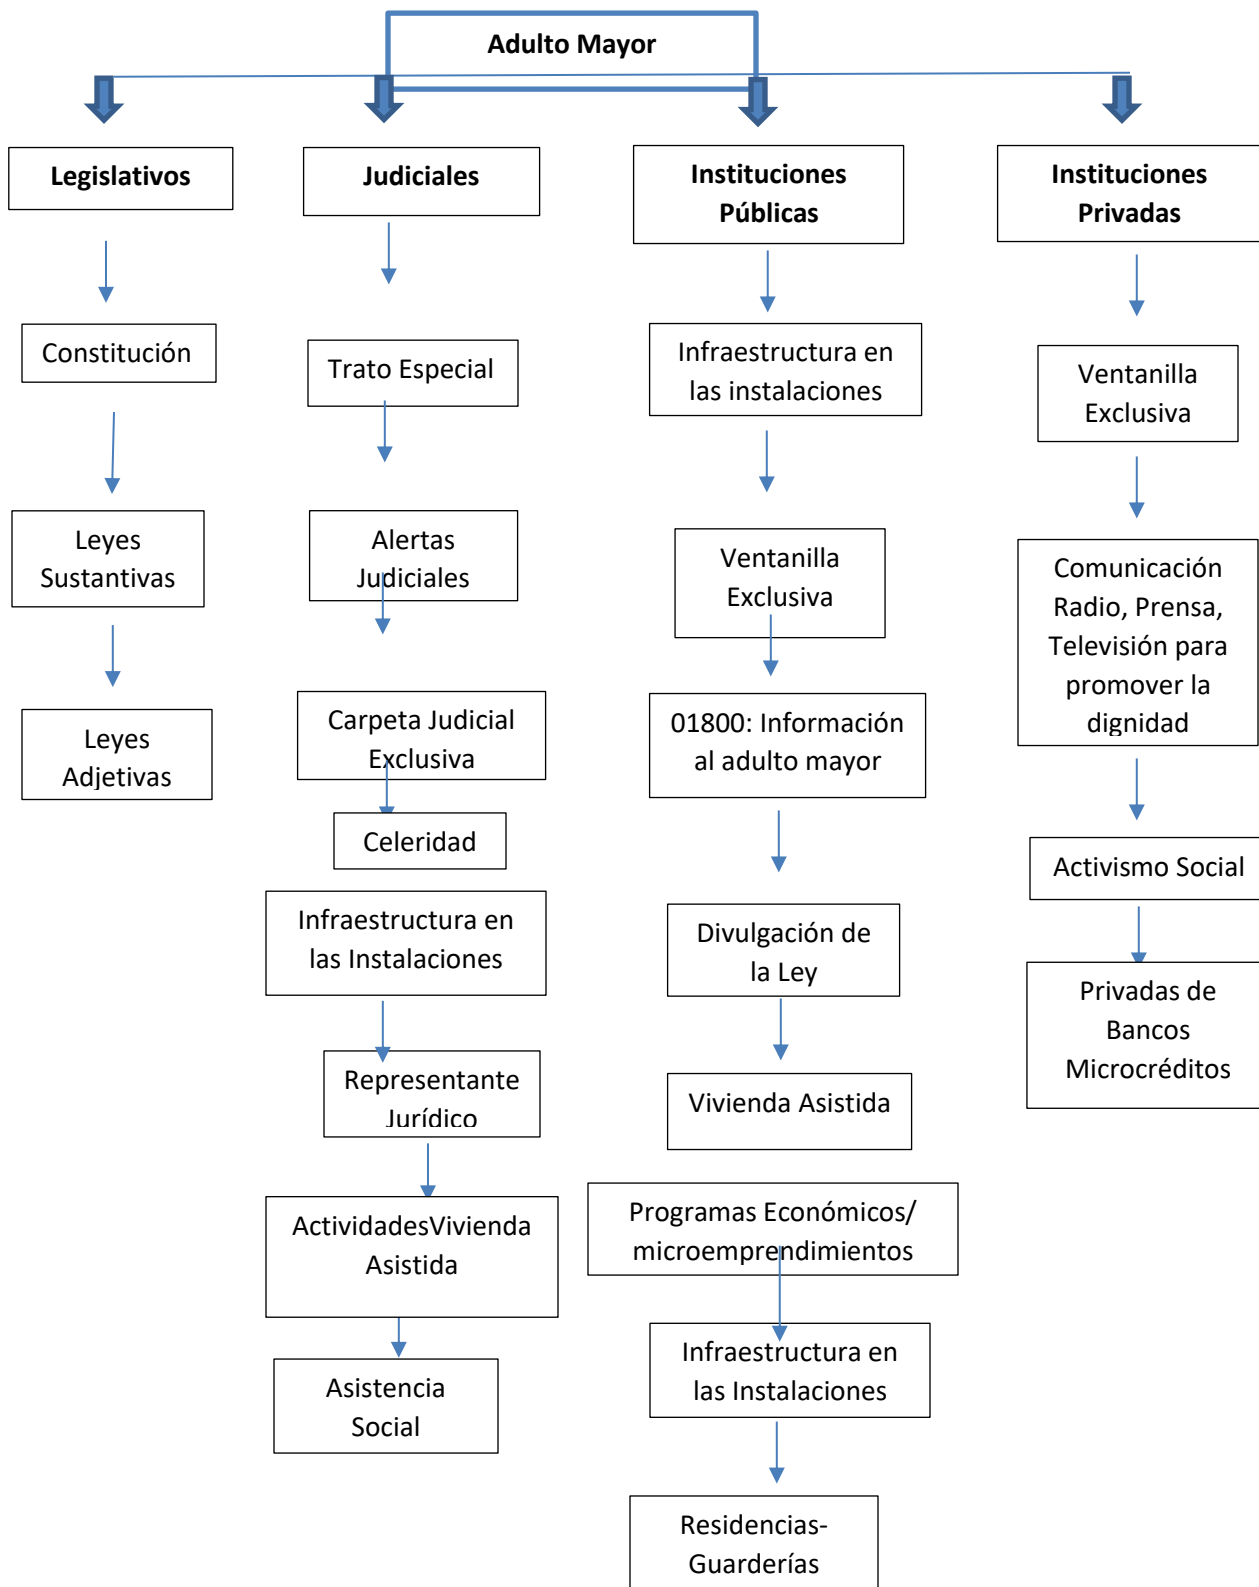 Adulto Mayor
Legislativos
Constitución
Leyes
Sustantivas
Leyes
Adjetivas
Judiciales
Trato Especial
Alertas
Judiciales
Carpeta Judicial
Exclusiva
Celeridad
Infraestructura en
las Instalaciones
Representante
Jurídico
ActividadesVivienda
Asistida
Asistencia
Social
Instituciones
Públicas
Infraestructura en
las instalaciones
Ventanilla
Exclusiva
01800: Información
al adulto mayor
Divulgación de
la Ley
Vivienda Asistida
Programas Económicos/
microemprendimientos
Infraestructura en
las Instalaciones
Residencias-
Guarderías
Instituciones
Privadas
Ventanilla
Exclusiva
Comunicación
Radio, Prensa,
Televisión para
promover la
dignidad
Activismo Social
Privadas de
Bancos
Microcréditos